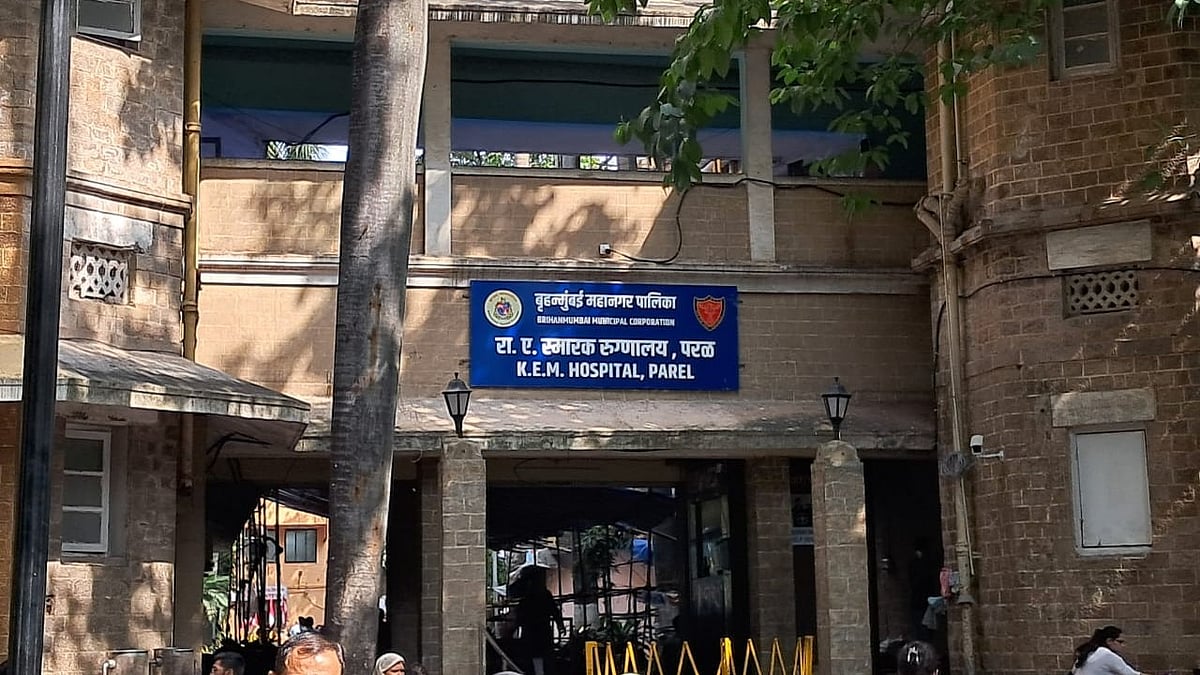 बृहन्मुंबई महानगर पालिका
BRIHANMUMBAI MUNICIPAL CORPORATION
रा. ए. स्मारक रुग्णालय , परळ
K.E.M. HOSPITAL, PAREL